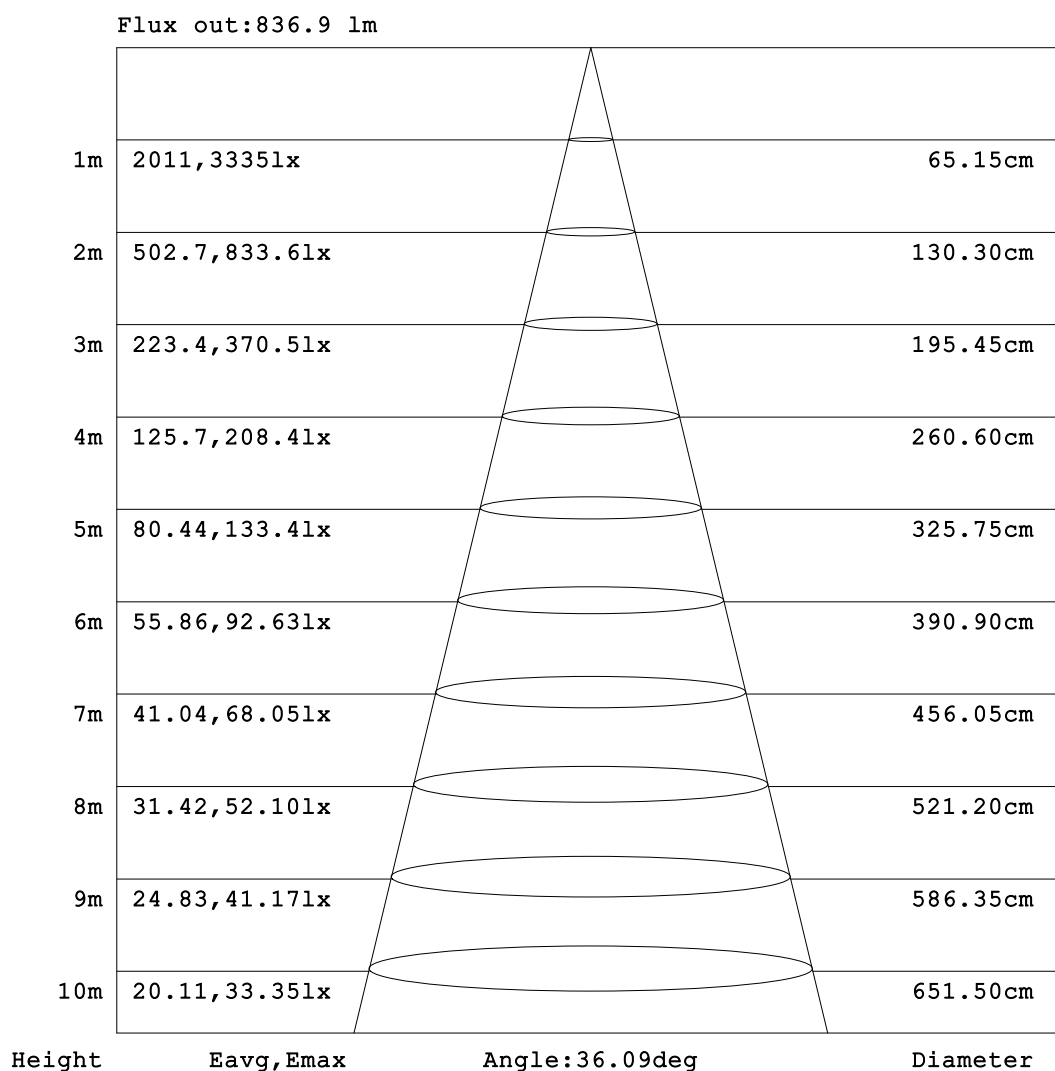 Flux out:836.9 lm
1m 2011,3335lx 65.15cm
2m 502.7,833.6lx 130.30cm
3m 223.4,370.5lx 195.45cm
4m 125.7,208.4lx 260.60cm
5m 80.44,133.4lx 325.75cm
6m 55.86,92.63lx 390.90cm
7m 41.04,68.05lx 456.05cm
8m 31.42,52.10lx 521.20cm
9m 24.83,41.17lx 586.35cm
10m 20.11,33.35lx 651.50cm
Height Eavg,Emax Angle:36.09deg Diameter